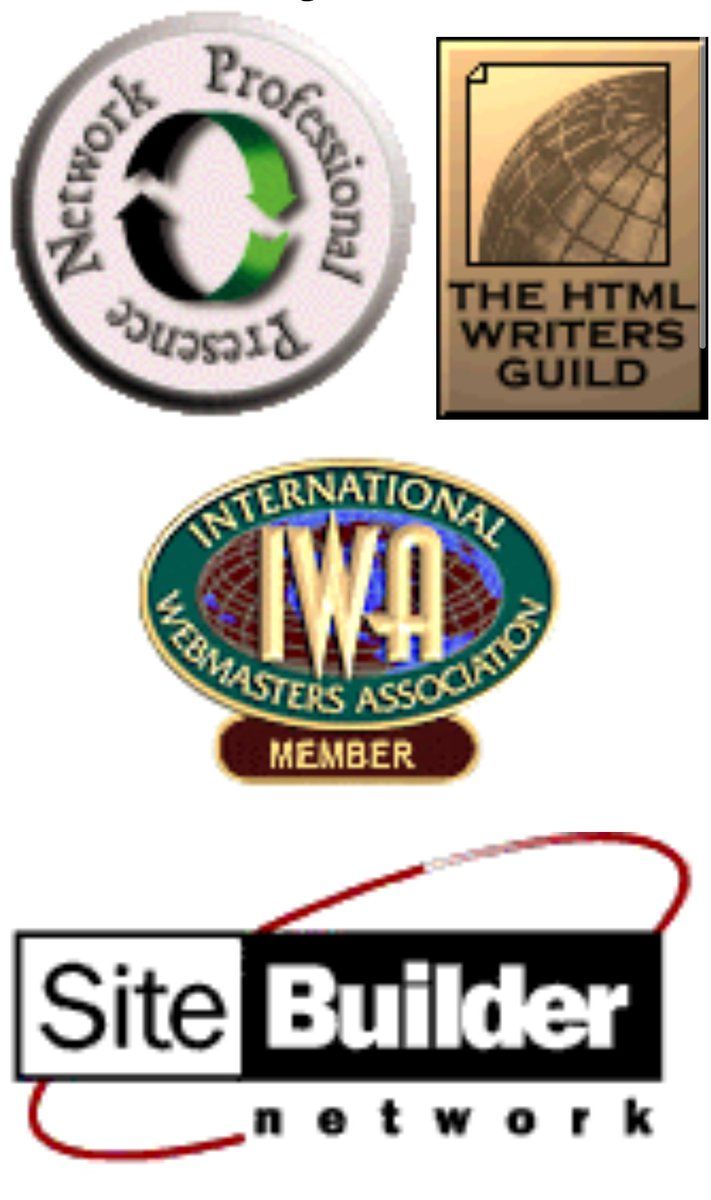 Professional
Presence
Network
THE HTML
WRITERS
GUILD
INTERNATIONAL
IWA
WEBMASTERS ASSOCIATION
MEMBER
Site Builder
network